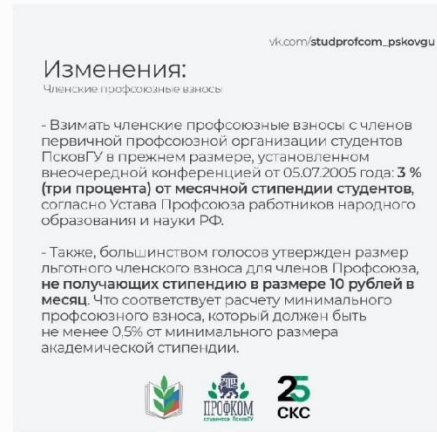 vk.com/studprofcom_pskovgu
Изменения:
Членские профсоюзные взносы
- Взимать членские профсоюзные взносы с членов
первичной профсоюзной организации студентов
ПсковГУ в прежнем размере, установленном
внеочередной конференцией от 05.07.2005 года: 3 %
(три процента) от месячной стипендии студентов,
согласно Устава Профсоюза работников народного
образования и науки РФ.
- Также, большинством голосов утвержден размер
льготного членского взноса для членов Профсоюза,
не получающих стипендию в размере 10 рублей в
месяц. Что соответствует расчету минимального
профсоюзного взноса, который должен быть
не менее 0,5% от минимального размера
академической стипендии.
ПРОФКОМ
студентов ПсковГУ
25
СКС